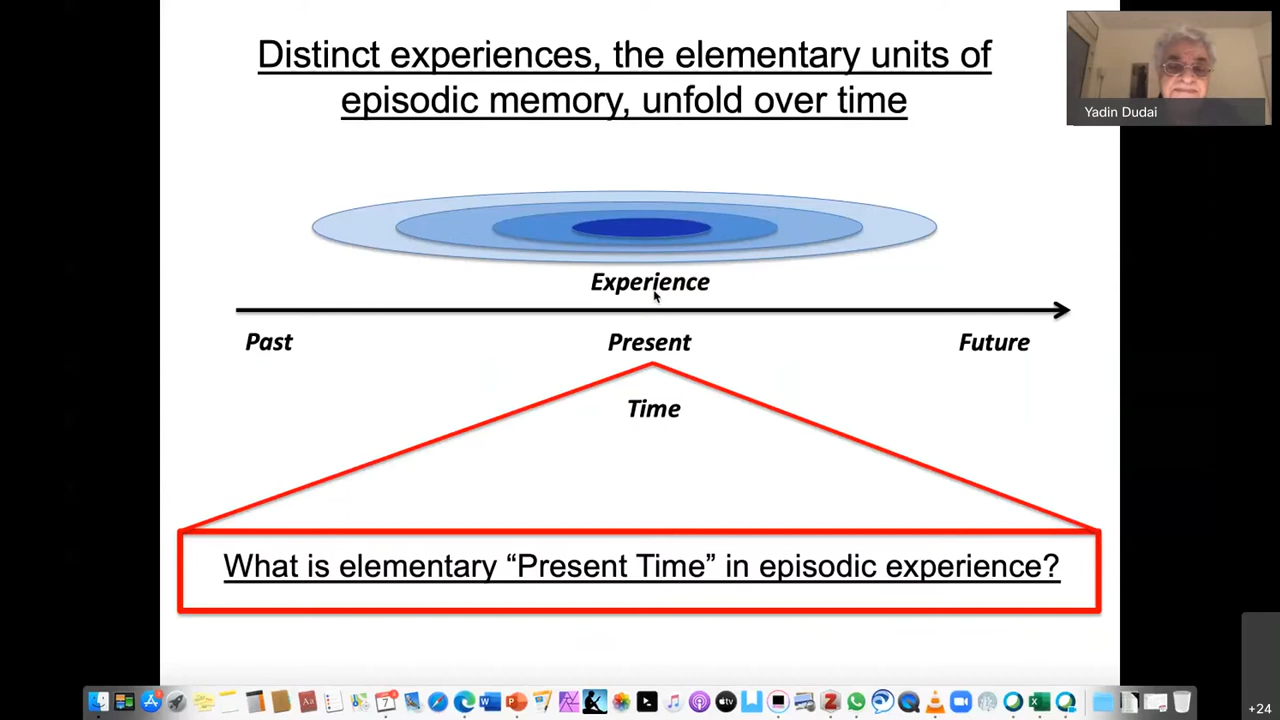 Distinct experiences, the elementary units of
episodic memory, unfold over time
Yadin Dudai
Experience
Past
Present
Future
Time
What is elementary “Present Time” in episodic experience?
7
+24